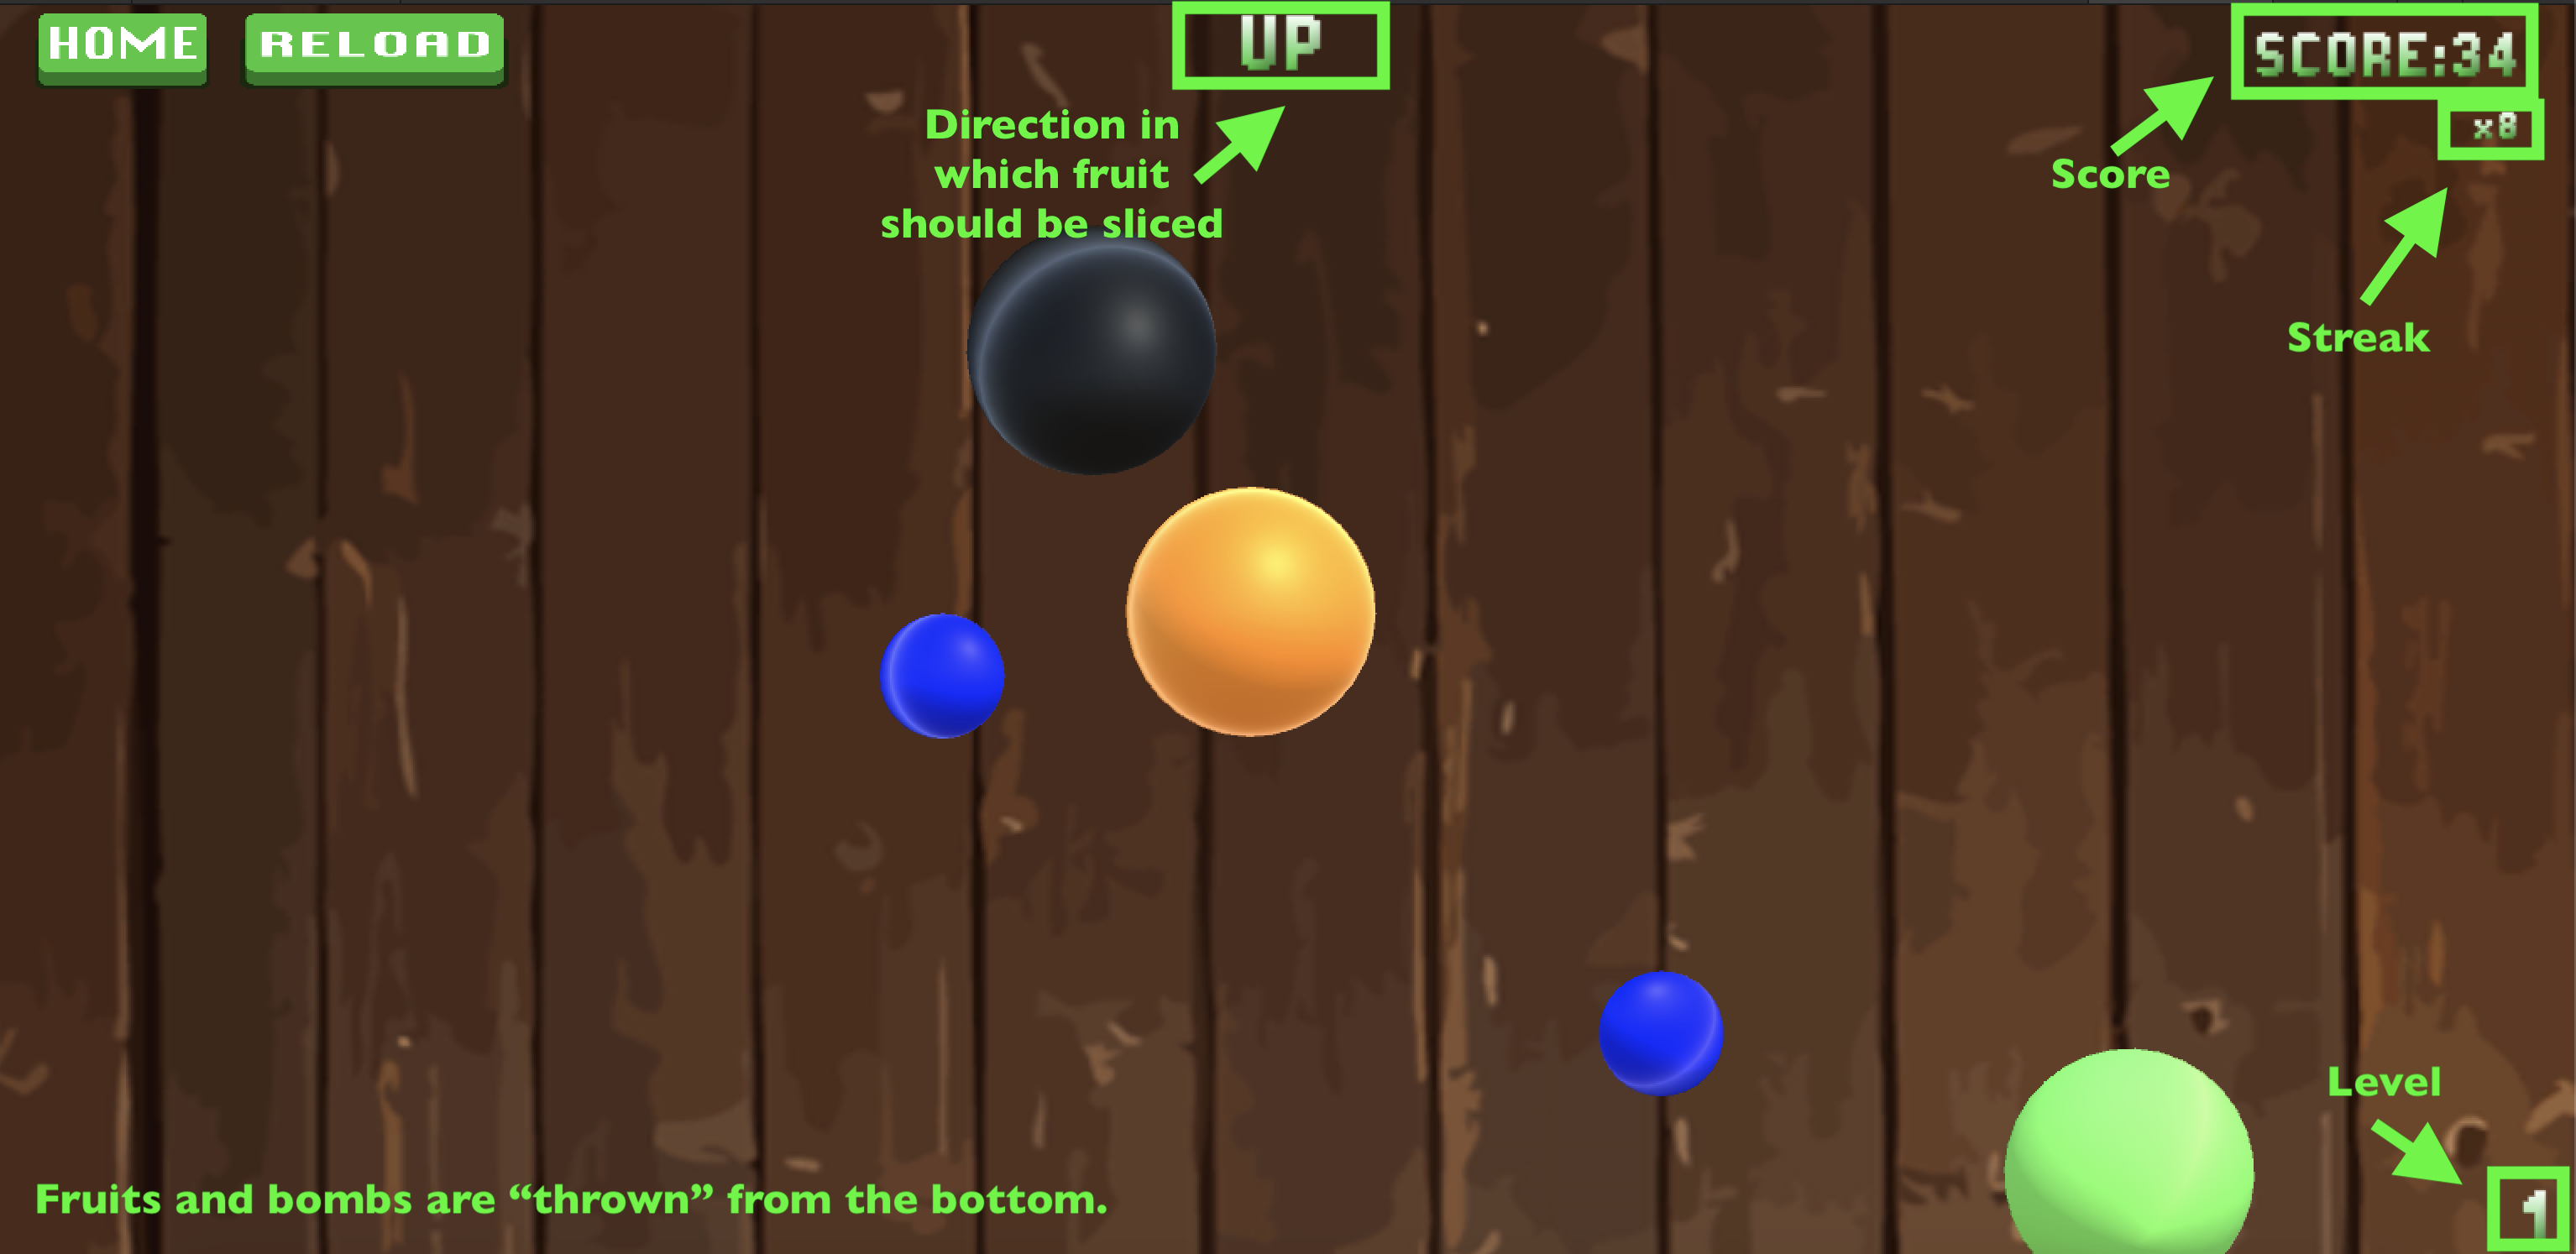 HOME
RELOAD
UP
SCORE:34
x8
Direction in
which fruit
should be sliced
Score
Streak
Level
Fruits and bombs are “thrown” from the bottom.
1